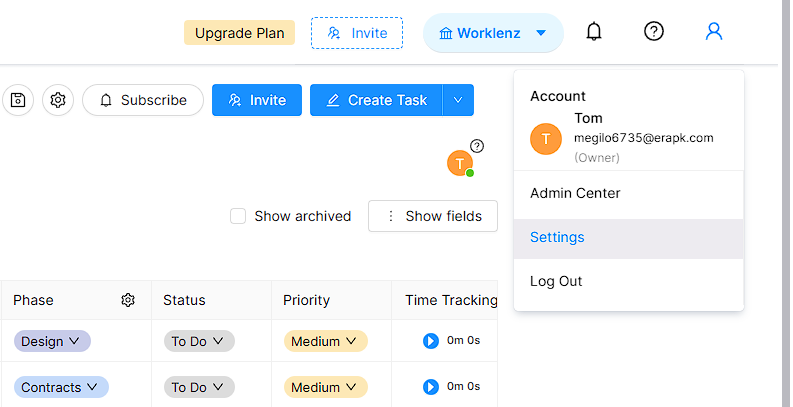 Upgrade Plan Invite Worklenz
Subscribe Invite Create Task
Account
T Tom
megilo6735@erapk.com
(Owner)
T
Admin Center
Show archived Show fields
Settings
Log Out
Phase Status Priority Time Tracking
Design To Do Medium 0m 0s
Contracts To Do Medium 0m 0s